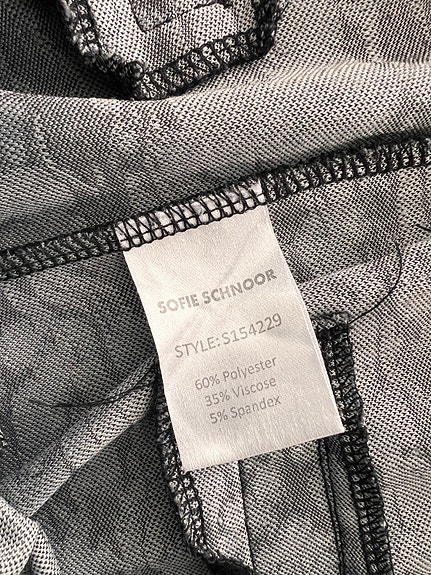 SOFIE SCHNOOR
STYLE: S154229
60% Polyester
35% Viscose
5% Spandex